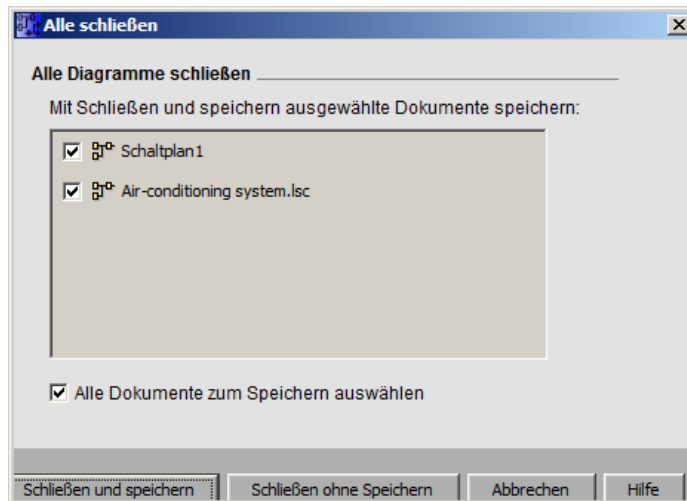 Alle schließen
Alle Diagramme schließen
Mit Schließen und speichern ausgewählte Dokumente speichern:
Schaltplan1
Air-conditioning system.lsc
Alle Dokumente zum Speichern auswählen
Schließen und speichern Schließen ohne Speichern Abbrechen Hilfe